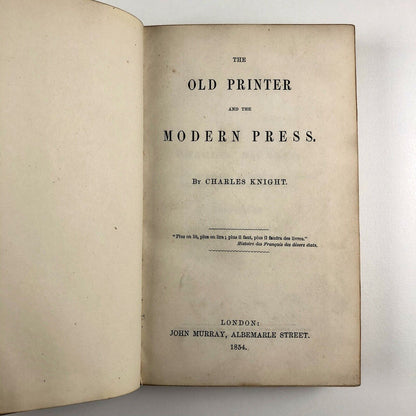 THE
OLD PRINTER
AND THE
MODERN PRESS.
BY CHARLES KNIGHT.
"Plus on lit, plus on lira; plus il faut, plus il faudra des livres."
Histoire des Français des divers états.
LONDON:
JOHN MURRAY, ALBEMARLE STREET.
1854.